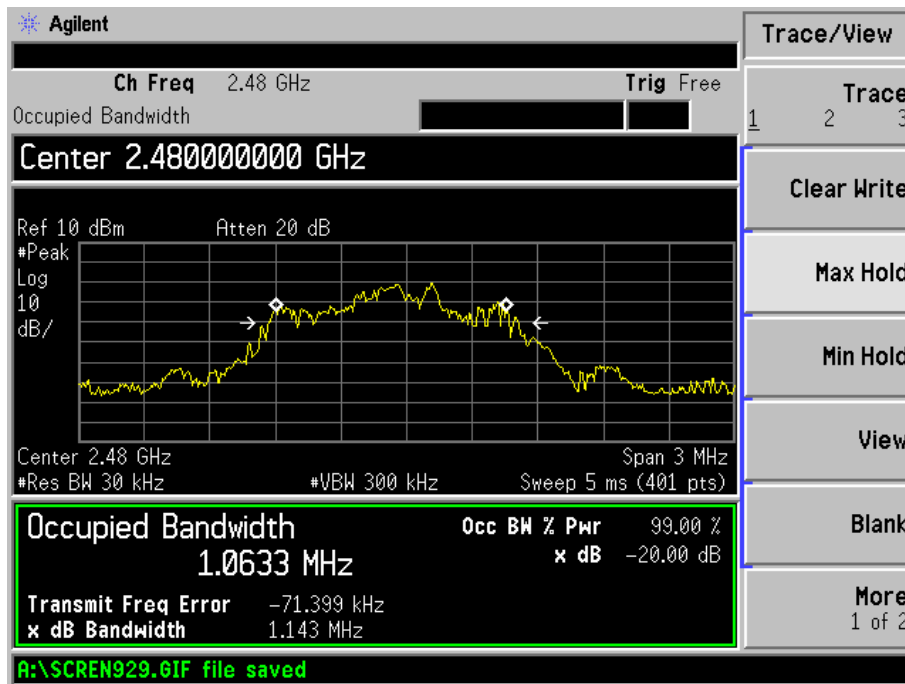 Agilent
Trace/View
Ch Freq 2.48 GHz Trig Free
Occupied Bandwidth
Trace
1 2 3
Center 2.480000000 GHz
Clear Write
Ref 10 dBm Atten 20 dB
#Peak
Log
10
dB/
Max Hold
Min Hold
View
Center 2.48 GHz Span 3 MHz
#Res BW 30 kHz #VBW 300 kHz Sweep 5 ms (401 pts)
Occupied Bandwidth
1.0633 MHz
Occ BW % Pwr 99.00 %
x dB -20.00 dB
Blank
Transmit Freq Error -71.399 kHz
x dB Bandwidth 1.143 MHz
More
1 of 2
A:\SCREN929.GIF file saved